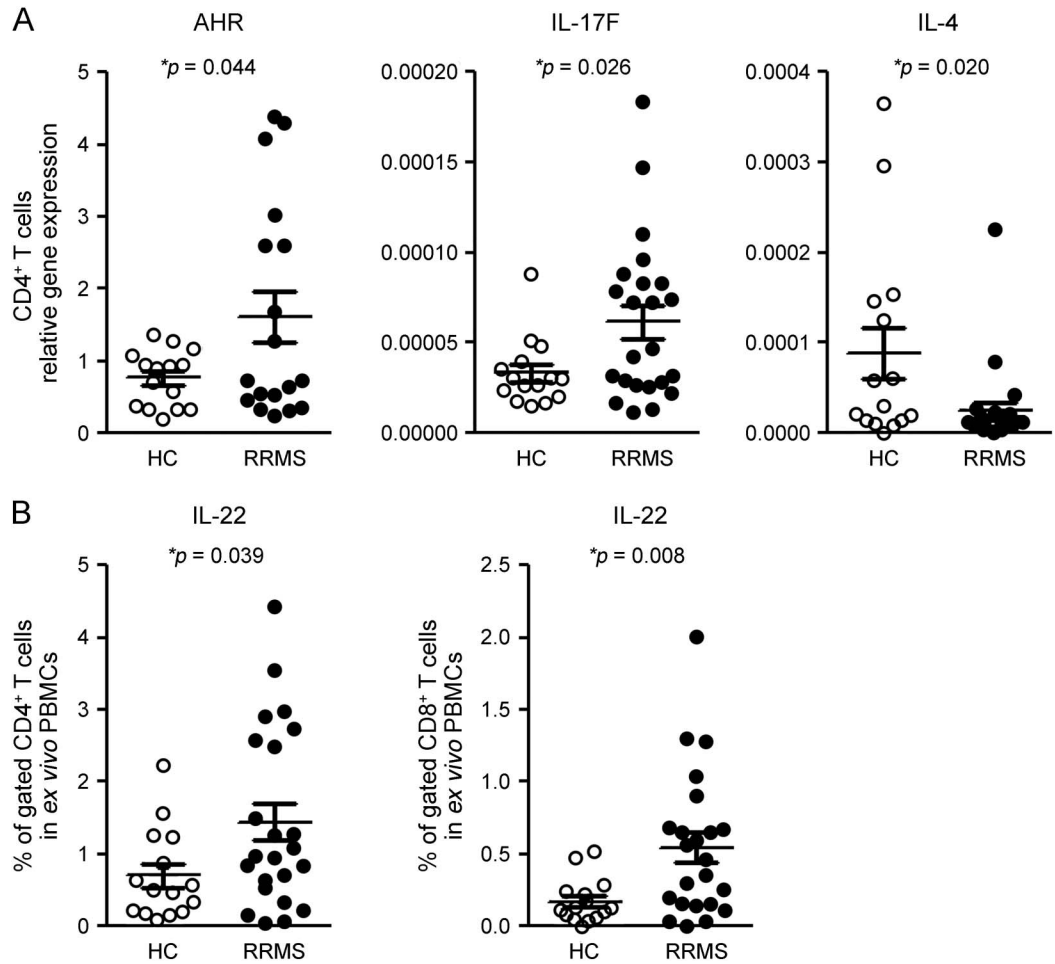 A
AHR
*p = 0.044
CD4⁺ T cells
relative gene expression
5
4
3
2
1
0
HC
RRMS
IL-17F
*p = 0.026
0.00020
0.00015
0.00010
0.00005
0.00000
HC
RRMS
IL-4
*p = 0.020
0.0004
0.0003
0.0002
0.0001
0.0000
HC
RRMS
B
IL-22
*p = 0.039
% of gated CD4⁺ T cells
in ex vivo PBMCs
5
4
3
2
1
0
HC
RRMS
IL-22
*p = 0.008
% of gated CD8⁺ T cells
in ex vivo PBMCs
2.5
2.0
1.5
1.0
0.5
0.0
HC
RRMS